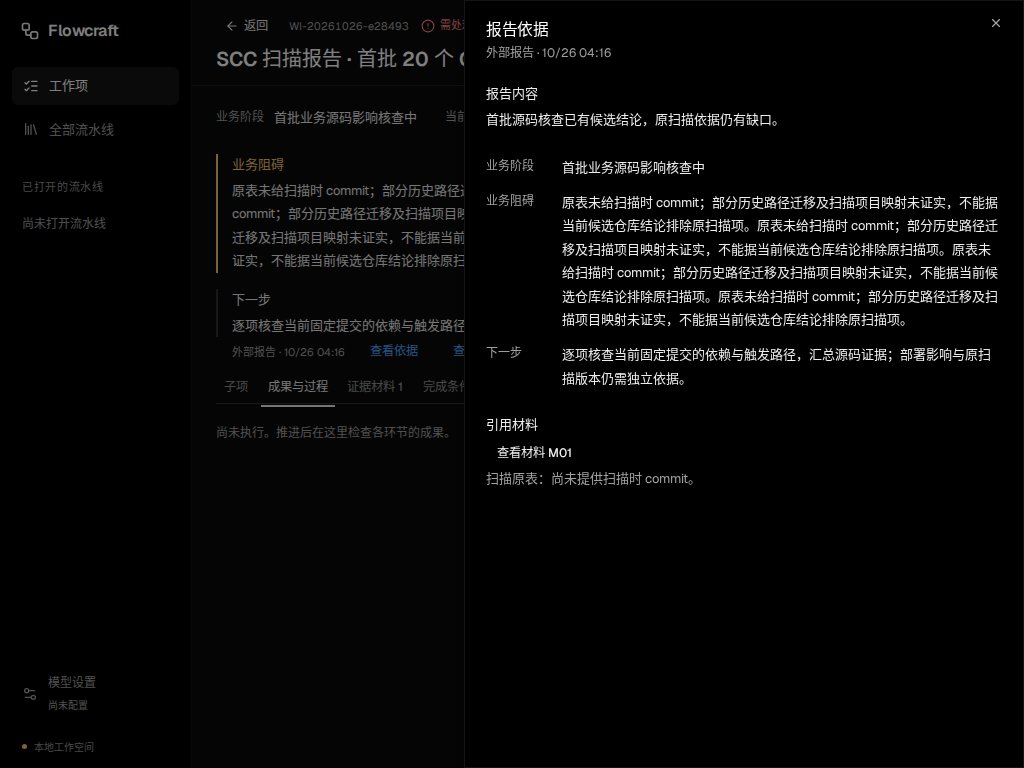 Flowcraft
工作项
全部流水线
已打开的流水线
尚未打开流水线
模型设置
尚未配置
本地工作空间
返回
WI-20261026-e28493
SCC 扫描报告 · 首批 20 个
业务阶段 首批业务源码影响核查中
业务阻碍
原表未给扫描时 commit；部分历史路径
commit；部分历史路径迁移及扫描项目
迁移及扫描项目映射未证实，不能据当前
证实，不能据当前候选仓库结论排除原扫
下一步
逐项核查当前固定提交的依赖与触发路径
外部报告 · 10/26 04:16 查看依据 查
子项 成果与过程 证据材料 1 完成条件
尚未执行。推进后在这里检查各环节的成果。
报告依据
外部报告 · 10/26 04:16
报告内容
首批源码核查已有候选结论，原扫描依据仍有缺口。
业务阶段 首批业务源码影响核查中
业务阻碍 原表未给扫描时 commit；部分历史路径迁移及扫描项目映射未证实，不能据
当前候选仓库结论排除原扫描项。原表未给扫描时 commit；部分历史路径迁
移及扫描项目映射未证实，不能据当前候选仓库结论排除原扫描项。原表未
给扫描时 commit；部分历史路径迁移及扫描项目映射未证实，不能据当前候
选仓库结论排除原扫描项。原表未给扫描时 commit；部分历史路径迁移及扫
描项目映射未证实，不能据当前候选仓库结论排除原扫描项。
下一步 逐项核查当前固定提交的依赖与触发路径，汇总源码证据；部署影响与原扫
描版本仍需独立依据。
引用材料
查看材料 M01
扫描原表：尚未提供扫描时 commit。